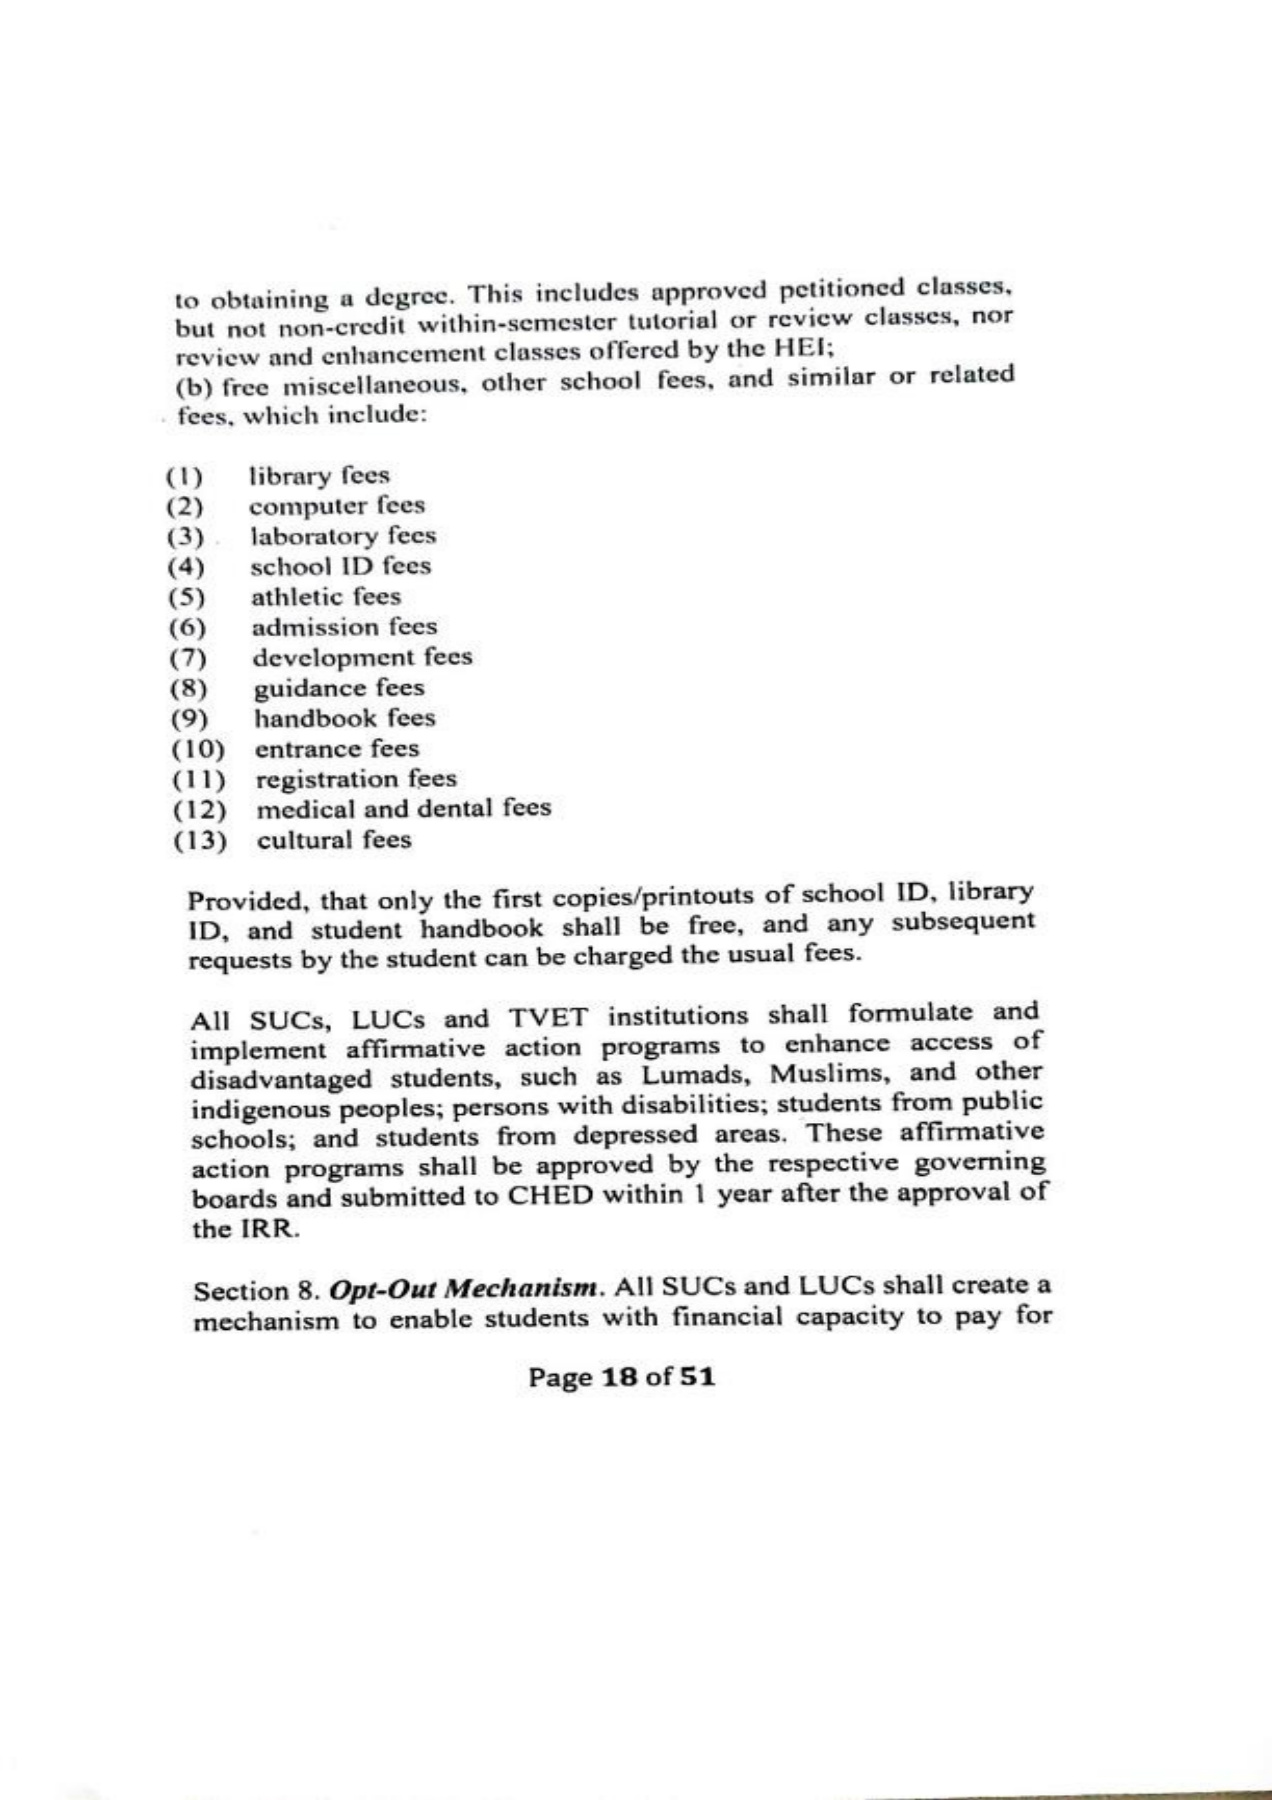 to obtaining a degree. This includes approved petitioned classes,
but not non-credit within-semester tutorial or review classes, nor
review and enhancement classes offered by the HEI;
(b) free miscellaneous, other school fees, and similar or related
fees, which include:
(1) library fees
(2) computer fees
(3) laboratory fees
(4) school ID fees
(5) athletic fees
(6) admission fees
(7) development fees
(8) guidance fees
(9) handbook fees
(10) entrance fees
(11) registration fees
(12) medical and dental fees
(13) cultural fees
Provided, that only the first copies/printouts of school ID, library
ID, and student handbook shall be free, and any subsequent
requests by the student can be charged the usual fees.
All SUCs, LUCs and TVET institutions shall formulate and
implement affirmative action programs to enhance access of
disadvantaged students, such as Lumads, Muslims, and other
indigenous peoples; persons with disabilities; students from public
schools; and students from depressed areas. These affirmative
action programs shall be approved by the respective governing
boards and submitted to CHED within 1 year after the approval of
the IRR.
Section 8. Opt-Out Mechanism. All SUCs and LUCs shall create a
mechanism to enable students with financial capacity to pay for
Page 18 of 51